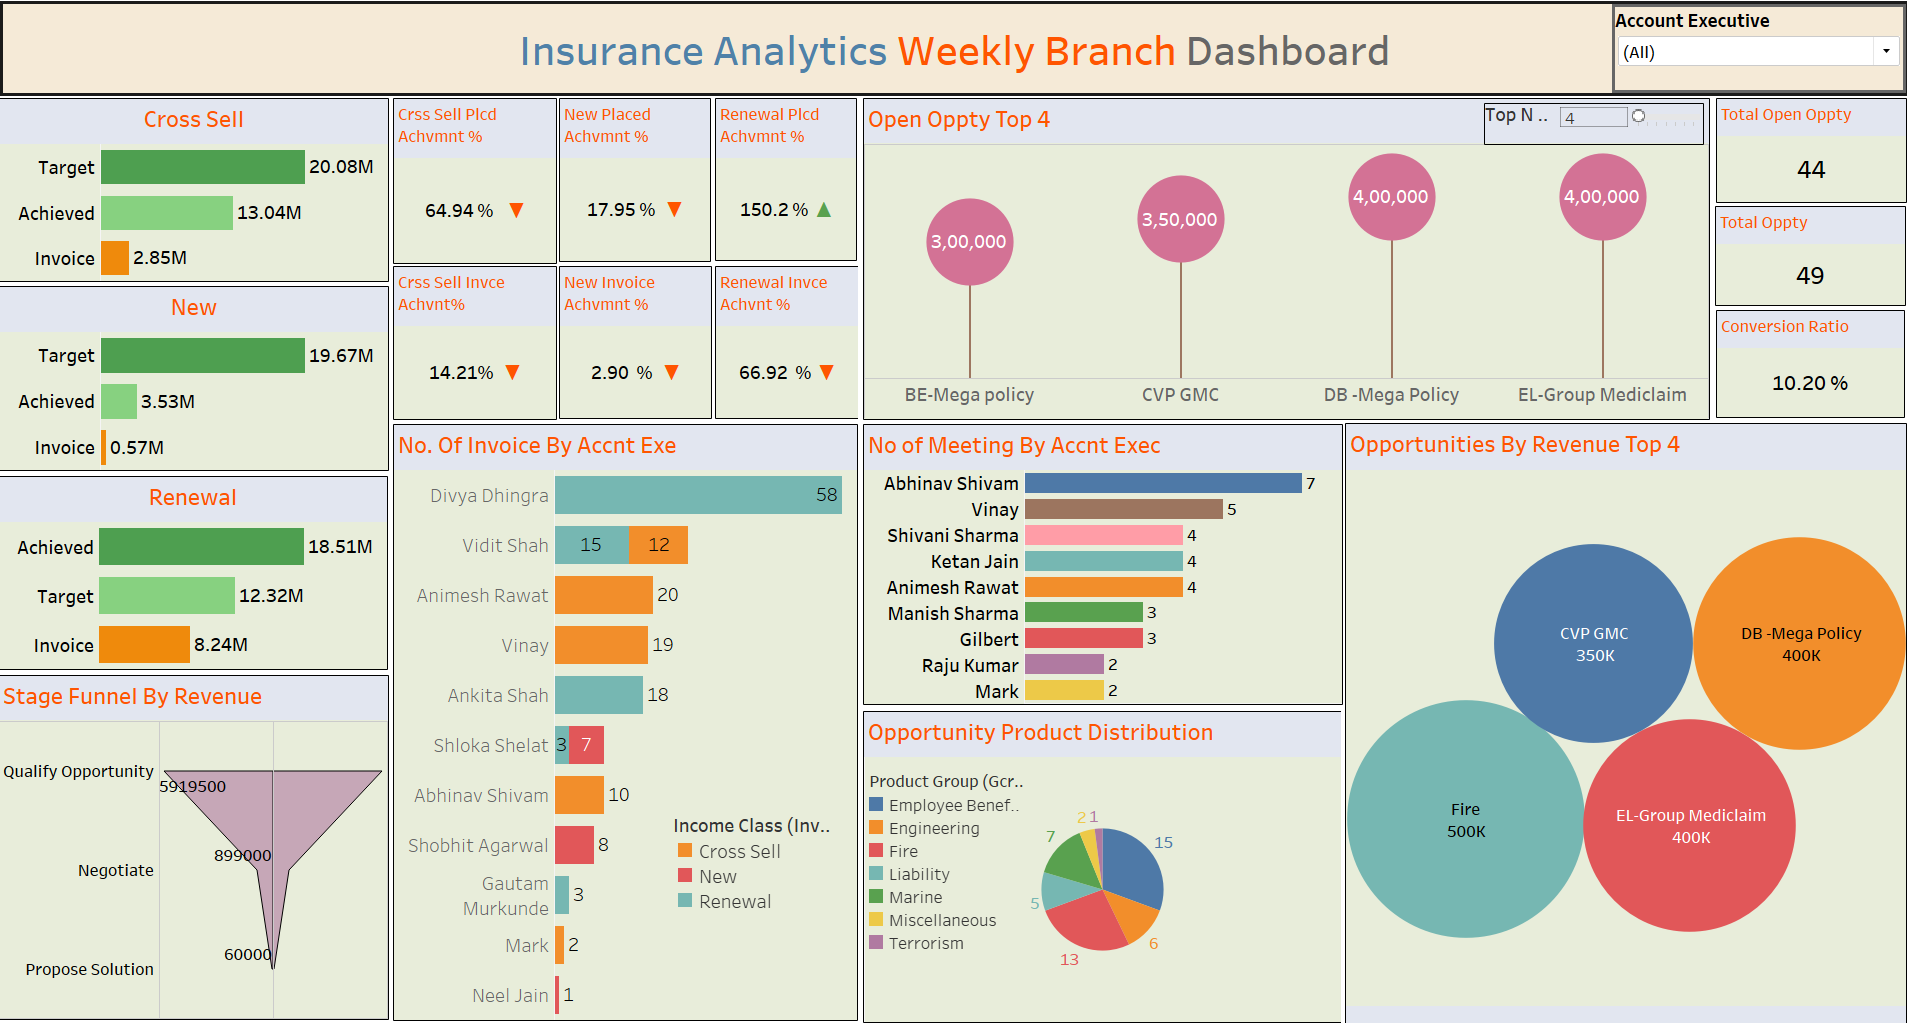 Insurance Analytics Weekly Branch Dashboard
Account Executive
(All)
Cross Sell
Target 20.08M
Achieved 13.04M
Invoice 2.85M
New
Target 19.67M
Achieved 3.53M
Invoice 0.57M
Renewal
Achieved 18.51M
Target 12.32M
Invoice 8.24M
Stage Funnel By Revenue
Qualify Opportunity
5919500
899000
Negotiate
60000
Propose Solution
Crss Sell Plcd
Achvmnt %
64.94 %
New Placed
Achvmnt %
17.95 %
Renewal Plcd
Achvmnt %
150.2 %
Crss Sell Invce
Achvnt%
14.21%
New Invoice
Achvmnt %
2.90 %
Renewal Invce
Achvnt %
66.92 %
No. Of Invoice By Accnt Exe
Divya Dhingra 58
Vidit Shah 15 12
Animesh Rawat 20
Vinay 19
Ankita Shah 18
Shloka Shelat 3 7
Abhinav Shivam 10
Shobhit Agarwal 8
Gautam
Murkunde 3
Mark 2
Neel Jain 1
Income Class (Inv..
Cross Sell
New
Renewal
Open Oppty Top 4
Top N .. 4
3,00,000
3,50,000
4,00,000
4,00,000
BE-Mega policy
CVP GMC
DB -Mega Policy
EL-Group Mediclaim
Total Open Oppty
44
Total Oppty
49
Conversion Ratio
10.20 %
No of Meeting By Accnt Exec
Abhinav Shivam 7
Vinay 5
Shivani Sharma 4
Ketan Jain 4
Animesh Rawat 4
Manish Sharma 3
Gilbert 3
Raju Kumar 2
Mark 2
Opportunity Product Distribution
Product Group (Gcr..
Employee Benef..
Engineering
Fire
Liability
Marine
Miscellaneous
Terrorism
2 1
7
15
5
6
13
Opportunities By Revenue Top 4
CVP GMC
350K
DB -Mega Policy
400K
Fire
500K
EL-Group Mediclaim
400K